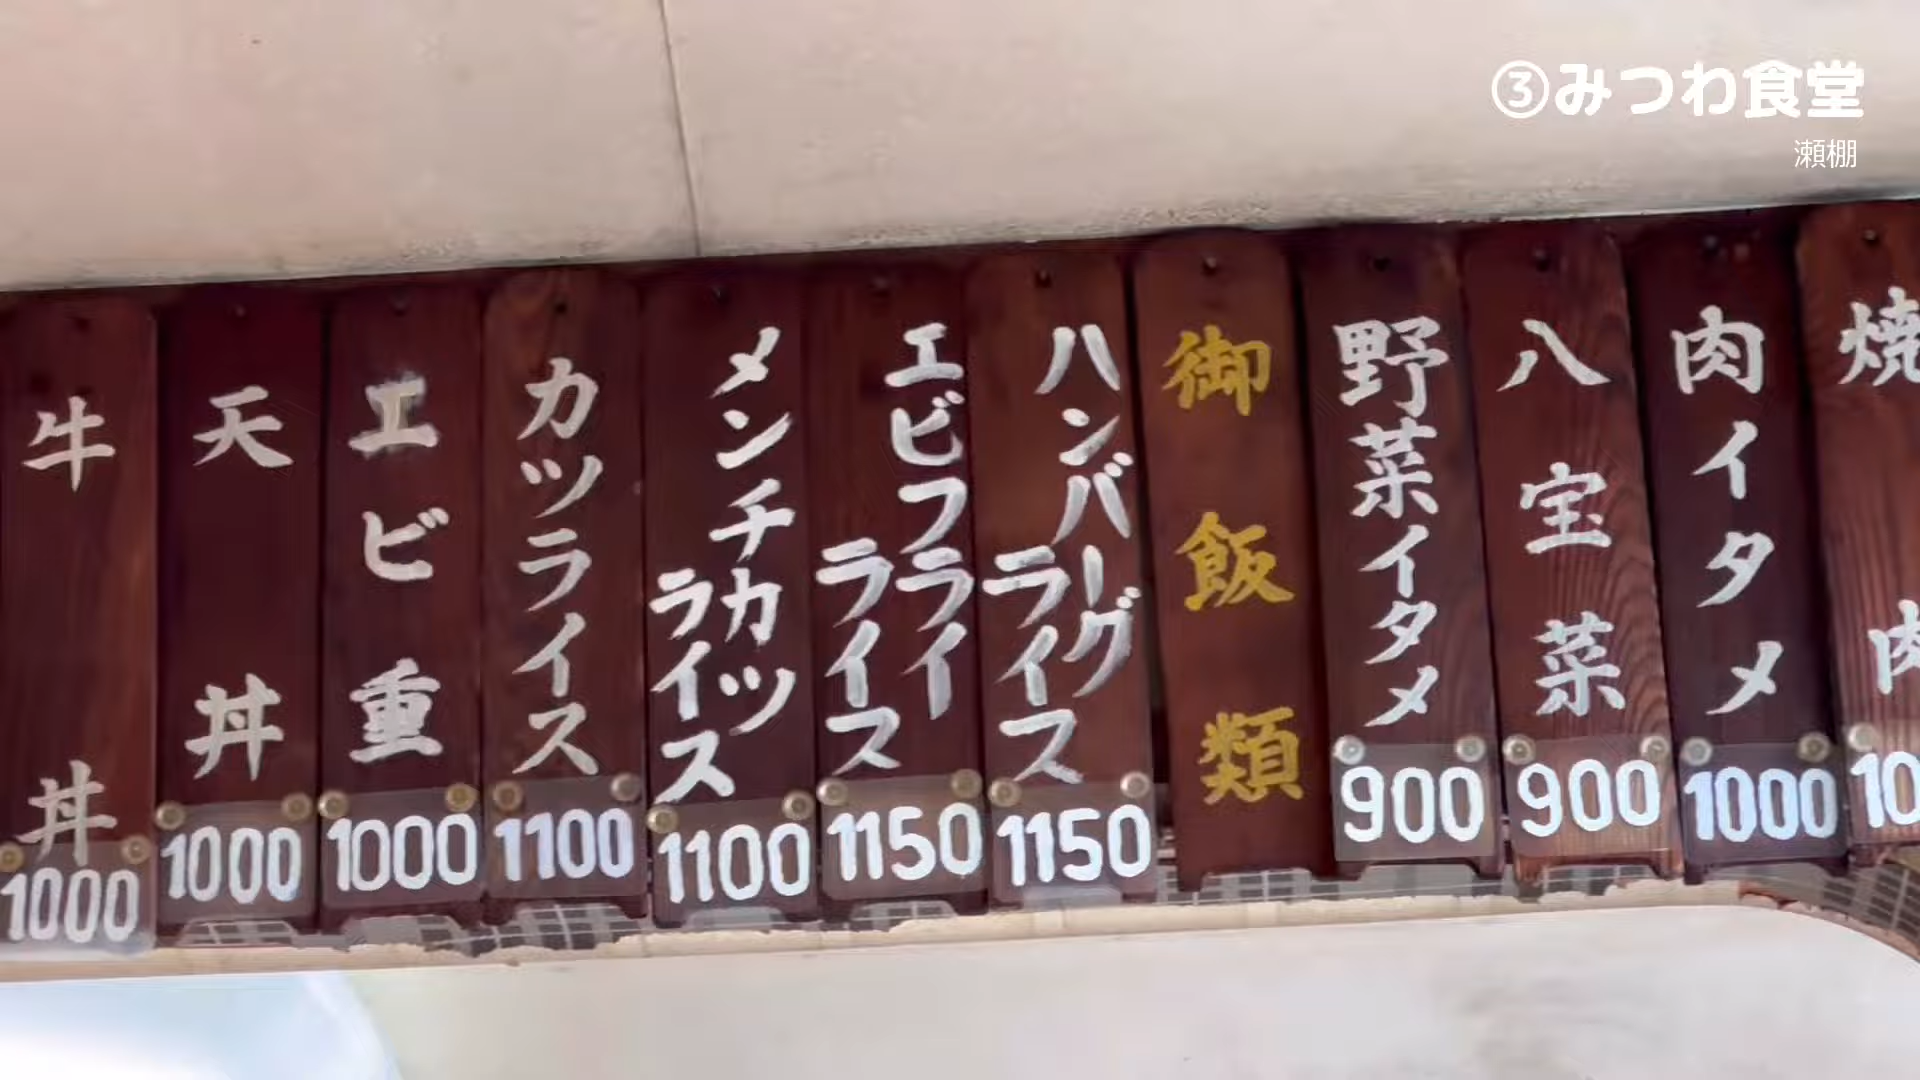 ③みつわ食堂
瀬棚
焼肉
10
肉イタメ
1000
八宝菜
900
野菜イタメ
900
御飯類
ハンバーグ
ライス
1150
エビフライ
ライス
1150
メンチカツ
ライス
1100
カツライス
1100
エビ重
1000
天丼
1000
牛丼
1000